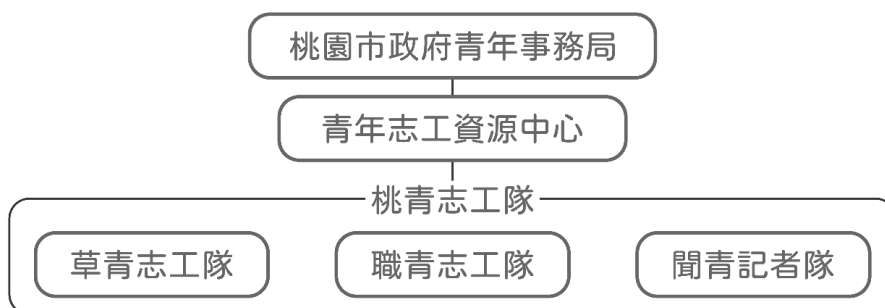 桃園市政府青年事務局
青年志工資源中心
桃青志工隊
草青志工隊
職青志工隊
聞青記者隊